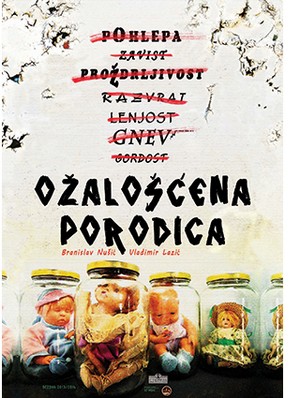 POHLEPA
ZAVIST
PROŽDRLJIVOST
RAZVRAT
LENJOST
GNEV
GORDOST
OŽALOŠĆENA
PORODICA
Branislav Nušić Vladimir Lazić